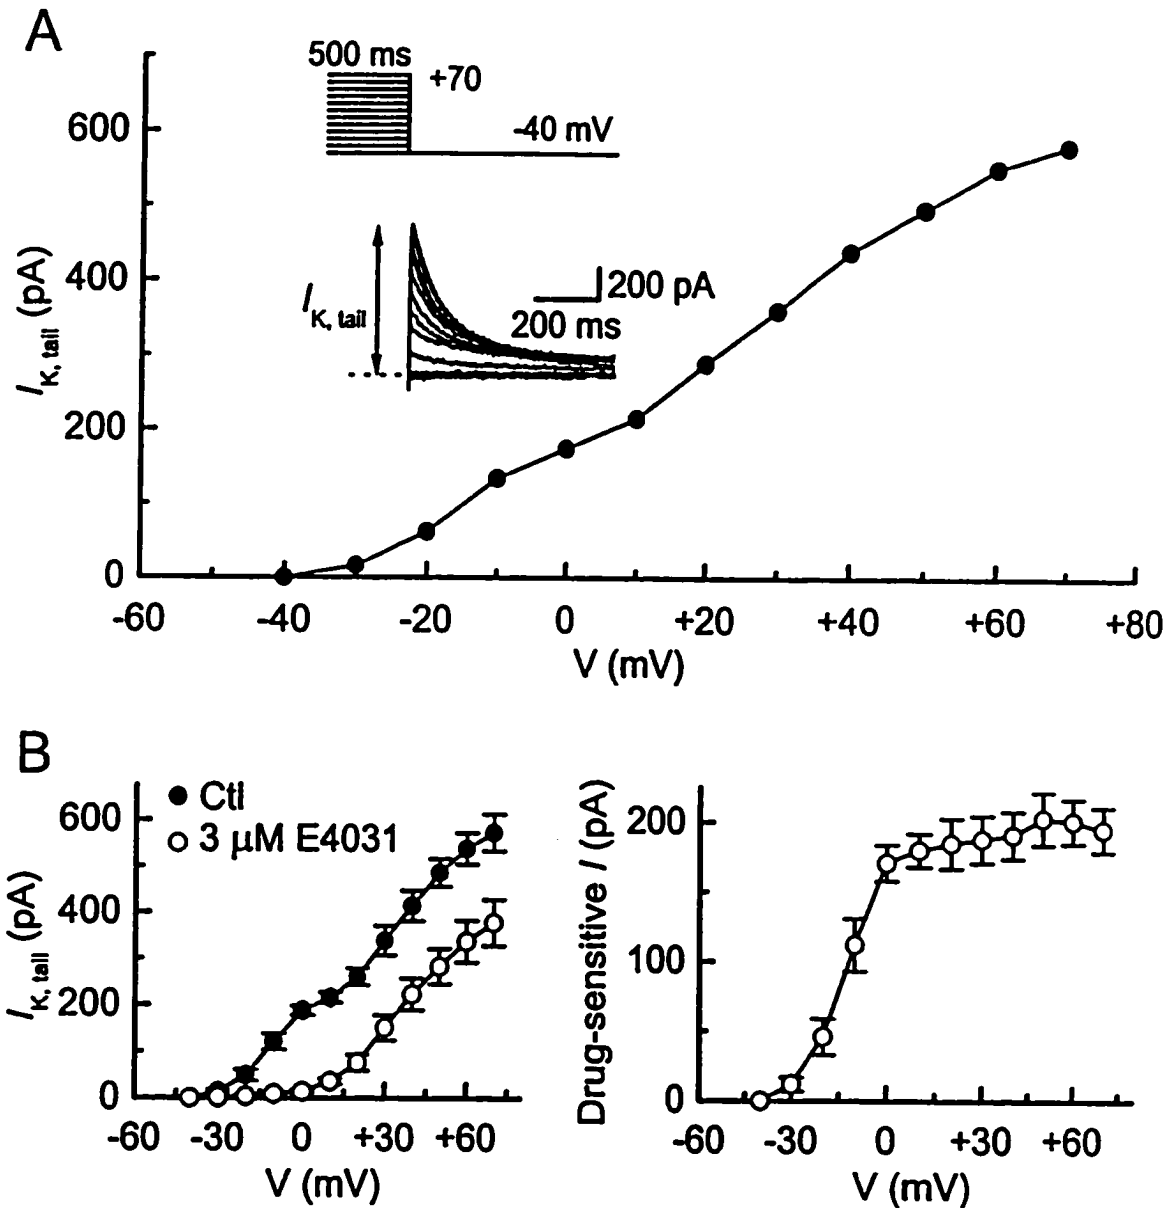 A
500 ms
+70
-40 mV
600
400
200
0
I K, tail (pA)
I K, tail
200 pA
200 ms
-60 -40 -20 0 +20 +40 +60 +80
V (mV)
B
Ctl
3 μM E4031
600
400
200
0
I K, tail (pA)
-60 -30 0 +30 +60
V (mV)
200
100
0
Drug-sensitive I (pA)
-60 -30 0 +30 +60
V (mV)